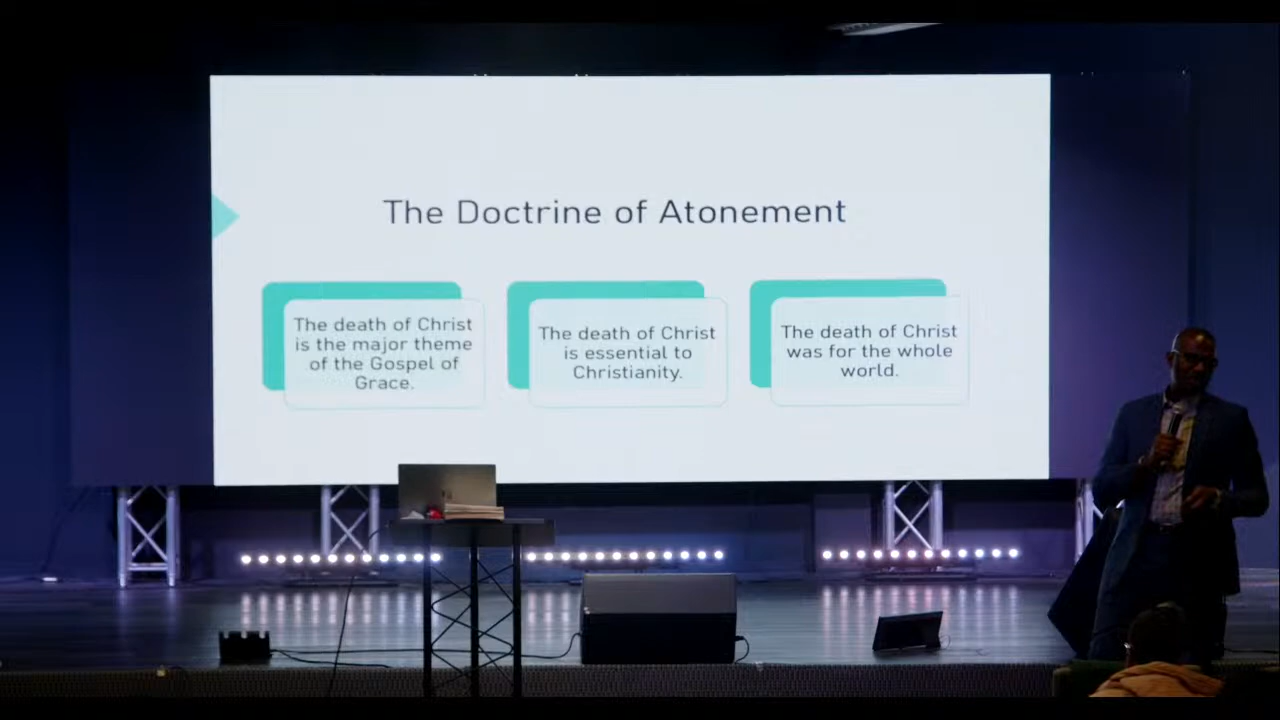 The Doctrine of Atonement
The death of Christ
is the major theme
of the Gospel of
Grace.
The death of Christ
is essential to
Christianity.
The death of Christ
was for the whole
world.